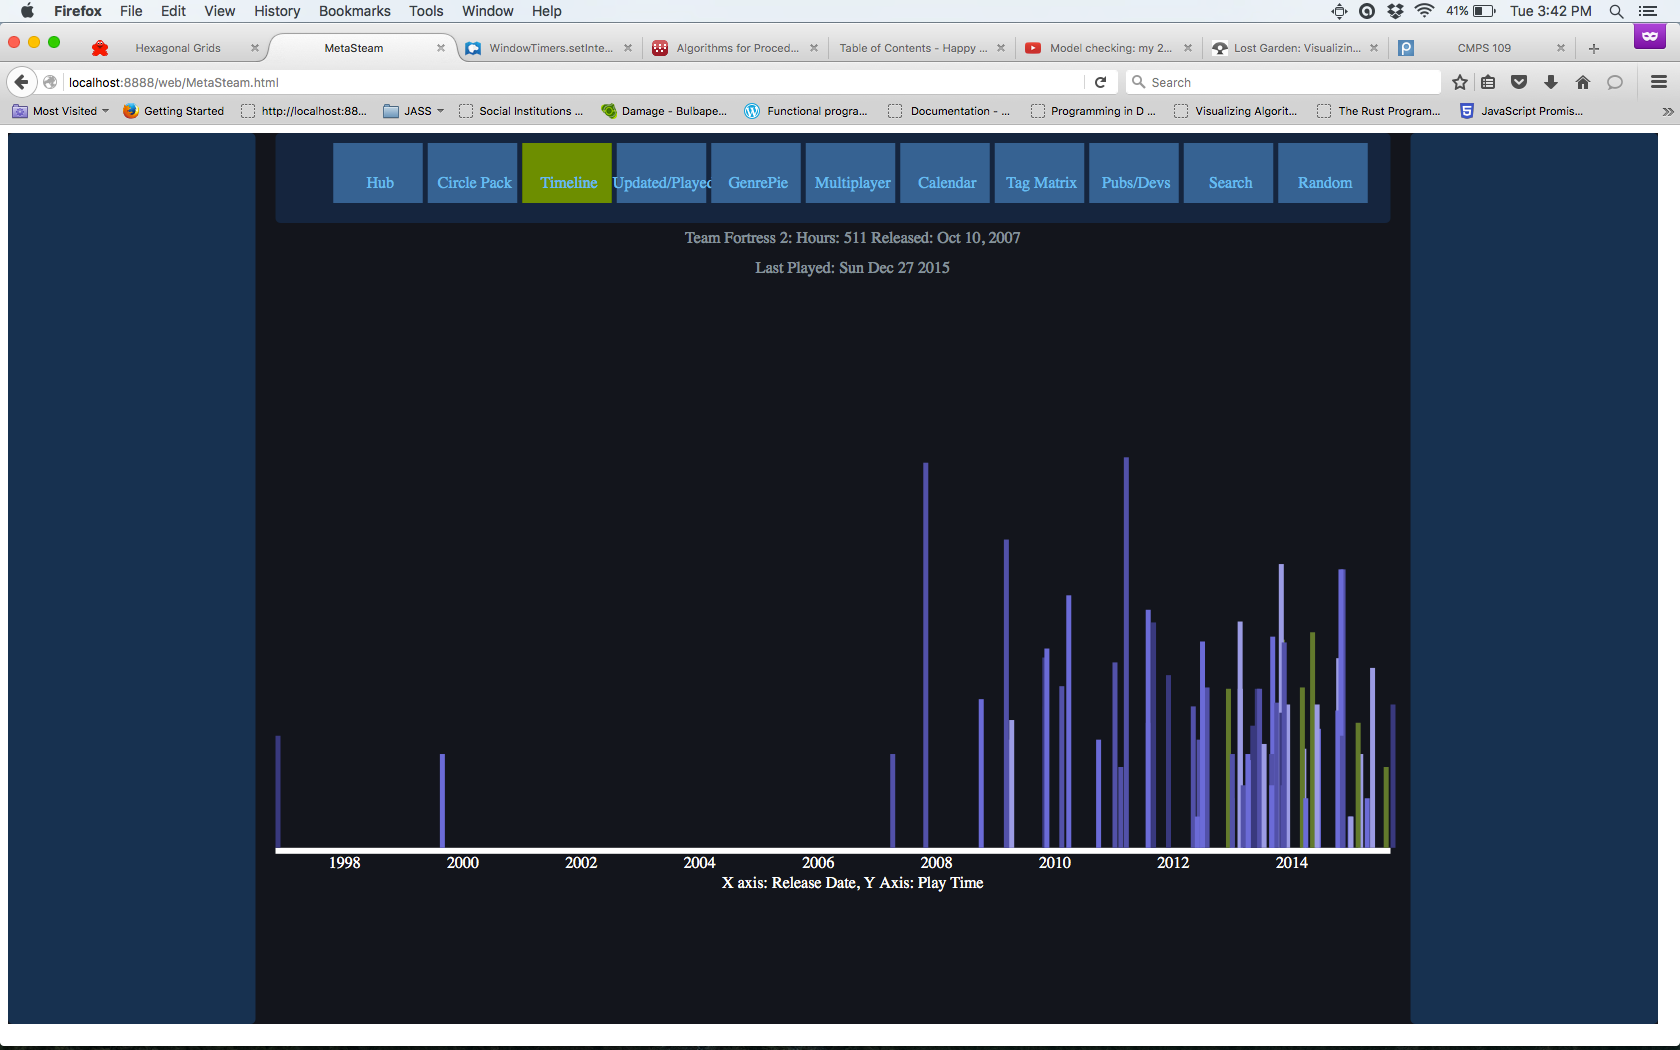 Firefox File Edit View History Bookmarks Tools Window Help 41% Tue 3:42 PM
Hexagonal Grids MetaSteam WindowTimers.setInte... Algorithms for Proced... Table of Contents - Happy ... Model checking: my 2... Lost Garden: Visualizin... CMPS 109
localhost:8888/web/MetaSteam.html Search
Most Visited Getting Started http://localhost:88... JASS Social Institutions ... Damage - Bulbape... Functional progra... Documentation - ... Programming in D ... Visualizing Algorit... The Rust Program... JavaScript Promis...
Hub Circle Pack Timeline Updated/Played GenrePie Multiplayer Calendar Tag Matrix Pubs/Devs Search Random
Team Fortress 2: Hours: 511 Released: Oct 10, 2007
Last Played: Sun Dec 27 2015
1998 2000 2002 2004 2006 2008 2010 2012 2014
X axis: Release Date, Y Axis: Play Time